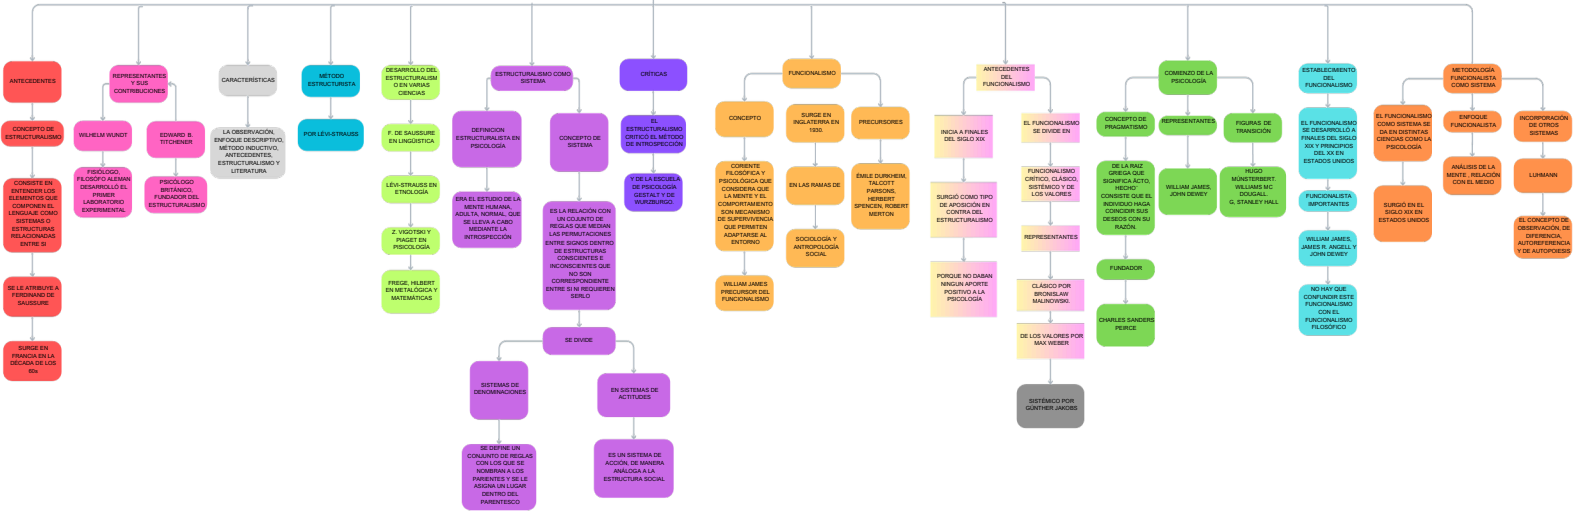 ANTECEDENTES
CONCEPTO DE
ESTRUCTURALISMO
CONSISTE EN
ENTENDER LOS
ELEMENTOS QUE
COMPONEN EL
LENGUAJE COMO
SISTEMAS O
ESTRUCTURAS
RELACIONADAS
ENTRE SI
SE LE ATRIBUYE A
FERDINAND DE
SAUSSURE
SURGE EN
FRANCIA EN LA
DÉCADA DE LOS
60s
REPRESENTANTES
Y SUS
CONTRIBUCIONES
WILHELM WUNDT
FISIÓLOGO,
FILOSÓFO ALEMAN
DESARROLLÓ EL
PRIMER
LABORATORIO
EXPERIMENTAL
EDWARD B.
TITCHENER
PSICÓLOGO
BRITÁNICO,
FUNDADOR DEL
ESTRUCTURALISMO
CARACTERÍSTICAS
LA OBSERVACIÓN,
ENFOQUE DESCRIPTIVO,
MÉTODO INDUCTIVO,
ANTECEDENTES,
ESTRUCTURALISMO Y
LITERATURA
MÉTODO
ESTRUCTURISTA
POR LÉVI-STRAUSS
DESARROLLO DEL
ESTRUCTURALISM
O EN VARIAS
CIENCIAS
F. DE SAUSSURE
EN LINGÜISTICA
LÉVI-STRAUSS EN
ETNOLOGÍA
Z. VIGOTSKI Y
PIAGET EN
PISICOLOGÍA
FREGE, HILBERT
EN METALÓGICA Y
MATEMÁTICAS
ESTRUCTURALISMO COMO
SISTEMA
DEFINICION
ESTRUCTURALISTA EN
PSICOLOGÍA
ERA EL ESTUDIO DE LA
MENTE HUMANA,
ADULTA, NORMAL, QUE
SE LLEVA A CABO
MEDIANTE LA
INTROSPECCIÓN
CONCEPTO DE
SISTEMA
ES LA RELACIÓN CON
UN COJUNTO DE
REGLAS QUE MEDIAN
LAS PERMUTACIONES
ENTRE SIGNOS DENTRO
DE ESTRUCTURAS
CONSCIENTES E
INCONSCIENTES QUE
NO SON
CORRESPONDIENTE
ENTRE SI NI REQUIEREN
SERLO
SE DIVIDE
SISTEMAS DE
DENOMINACIONES
SE DEFINE UN
CONJUNTO DE REGLAS
CON LOS QUE SE
NOMBRAN A LOS
PARIENTES Y SE LE
ASIGNA UN LUGAR
DENTRO DEL
PARENTESCO
EN SISTEMAS DE
ACTITUDES
ES UN SISTEMA DE
ACCIÓN, DE MANERA
ANÁLOGA A LA
ESTRUCTURA SOCIAL
CRÍTICAS
EL
ESTRUCTURALISMO
CRITICÓ EL MÉTODO
DE INTROSPECCIÓN
Y DE LA ESCUELA
DE PSICOLOGÍA
GESTALT Y DE
WURZBURGO.
FUNCIONALISMO
CONCEPTO
CORIENTE
FILOSÓFICA Y
PSICOLÓGICA QUE
CONSIDERA QUE
LA MENTE Y EL
COMPORTAMIENTO
SON MECANISMO
DE SUPERVIVENCIA
QUE PERMITEN
ADAPTARSE AL
ENTORNO
WILLIAM JAMES
PRECURSOR DEL
FUNCIONALISMO
SURGE EN
INGLATERRA EN
1930.
EN LAS RAMAS DE
SOCIOLOGÍA Y
ANTROPOLOGÍA
SOCIAL
PRECURSORES
ÉMILE DURKHEIM,
TALCOTT
PARSONS,
HERBERT
SPENCEN, ROBERT
MERTON
ANTECEDENTES
DEL
FUNCIONALISMO
INICIA A FINALES
DEL SIGLO XIX
SURGIÓ COMO TIPO
DE APOSICIÓN EN
CONTRA DEL
ESTRUCTURALISMO
PORQUE NO DABAN
NINGUN APORTE
POSITIVO A LA
PSICOLOGÍA
EL FUNCIONALISMO
SE DIVIDE EN
FUNCIONALISMO
CRÍTICO, CLÁSICO,
SISTÉMICO Y DE
LOS VALORES
REPRESENTANTES
CLÁSICO POR
BRONISLAW
MALINOWSKI.
DE LOS VALORES POR
MAX WEBER
SISTÉMICO POR
GÜNTHER JAKOBS
COMIENZO DE LA
PSICOLOGÍA
CONCEPTO DE
PRAGMATISMO
DE LA RAIZ
GRIEGA QUE
SIGNIFICA ÁCTO,
HECHO'
CONSISTE QUE EL
INDIVIDUO HAGA
COINCIDIR SUS
DESEOS CON SU
RAZÓN.
FUNDADOR
CHARLES SANDERS
PEIRCE
REPRESENTANTES
WILLIAM JAMES,
JOHN DEWEY
FIGURAS DE
TRANSICIÓN
HUGO
MÜNSTERBERT.
WILLIAMS MC
DOUGALL.
G. STANLEY HALL
ESTABLECIMIENTO
DEL
FUNCIONALISMO
EL FUNCIONALISMO
SE DESARROLLÓ A
FINALES DEL SIGLO
XIX Y PRINCIPIOS
DEL XX EN
ESTADOS UNIDOS
FUNCIONALISTA
IMPORTANTES
WILLIAM JAMES,
JAMES R. ANGELL Y
JOHN DEWEY
NO HAY QUE
CONFUNDIR ESTE
FUNCIONALISMO
CON EL
FUNCIONALISMO
FILOSÓFICO
METODOLOGÍA
FUNCIONALISTA
COMO SISTEMA
EL FUNCIONALISMO
COMO SISTEMA SE
DA EN DISTINTAS
CIENCIAS COMO LA
PSICOLOGÍA
SURGIÓ EN EL
SIGLO XIX EN
ESTADOS UNIDOS
ENFOQUE
FUNCIONALISTA
ANÁLISIS DE LA
MENTE , RELACIÓN
CON EL MEDIO
INCORPORACIÓN
DE OTROS
SISTEMAS
LUHMANN
EL CONCEPTO DE
OBSERVACIÓN, DE
DIFERENCIA,
AUTOREFERENCIA
Y DE AUTOPOIESIS